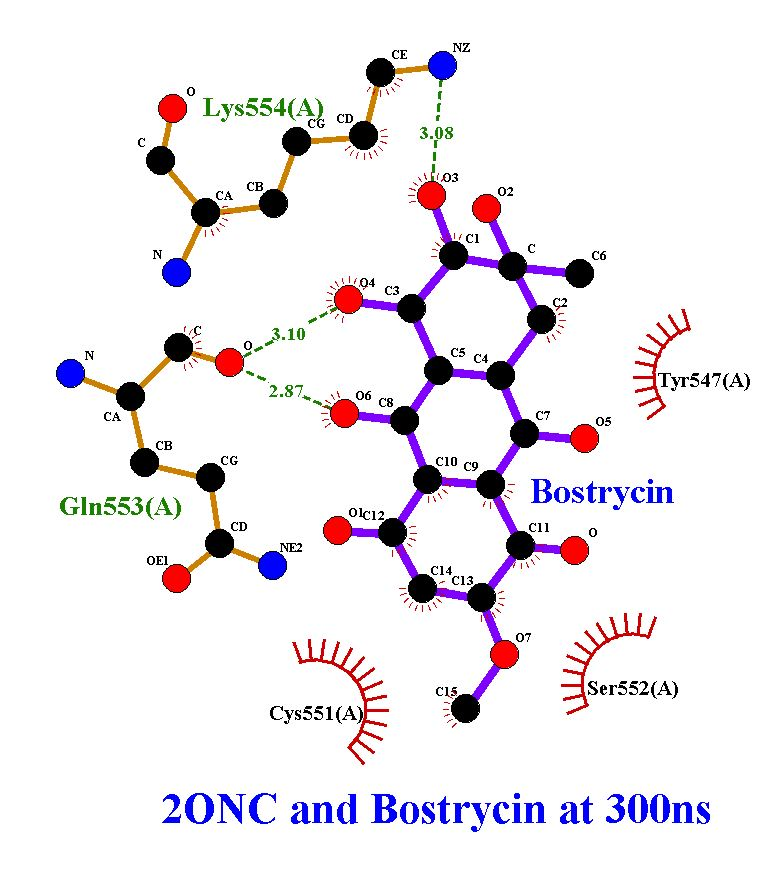 CE NZ
O Lys554(A)
CG CD 3.08
C
O3 O2
CA CB
C1 C C6
N
O4 C3 C2
C O 3.10
C5 C4 Tyr547(A)
N 2.87 O6 C8 C7 O5
CA
CB CG C10 C9 Bostrycin
Gln553(A)
O1 C12 C11 O
CD
OE1 NE2 C14 C13
O7
C15 Ser552(A)
Cys551(A)
2ONC and Bostrycin at 300ns